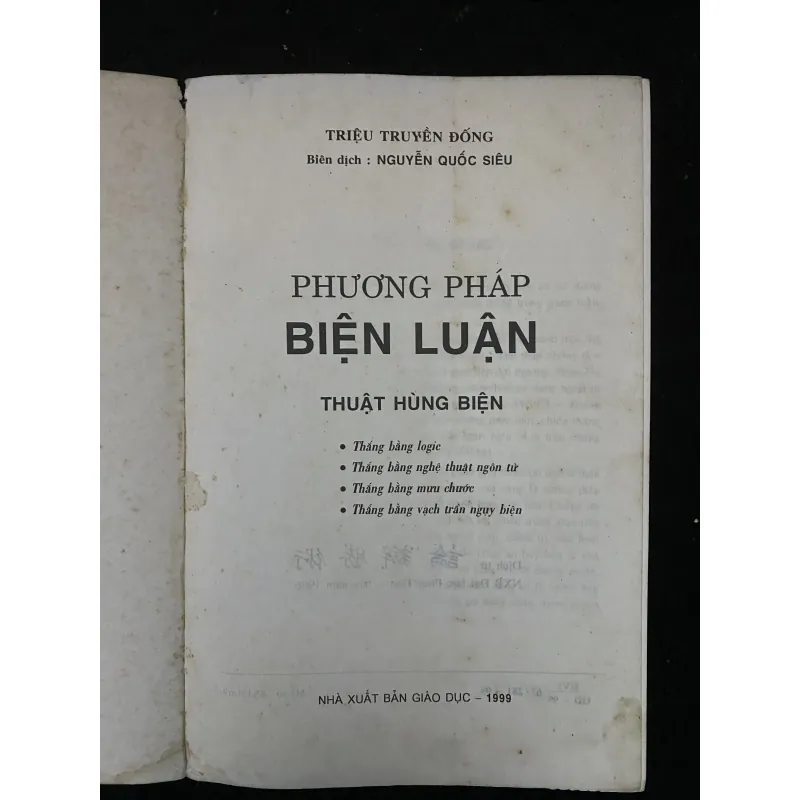 TRIỆU TRUYỀN ĐỐNG
Biên dịch : NGUYỄN QUỐC SIÊU
PHƯƠNG PHÁP
BIỆN LUẬN
THUẬT HÙNG BIỆN
• Thắng bằng logic
• Thắng bằng nghệ thuật ngôn từ
• Thắng bằng mưu chước
• Thắng bằng vạch trần ngụy biện
NHÀ XUẤT BẢN GIÁO DỤC – 1999